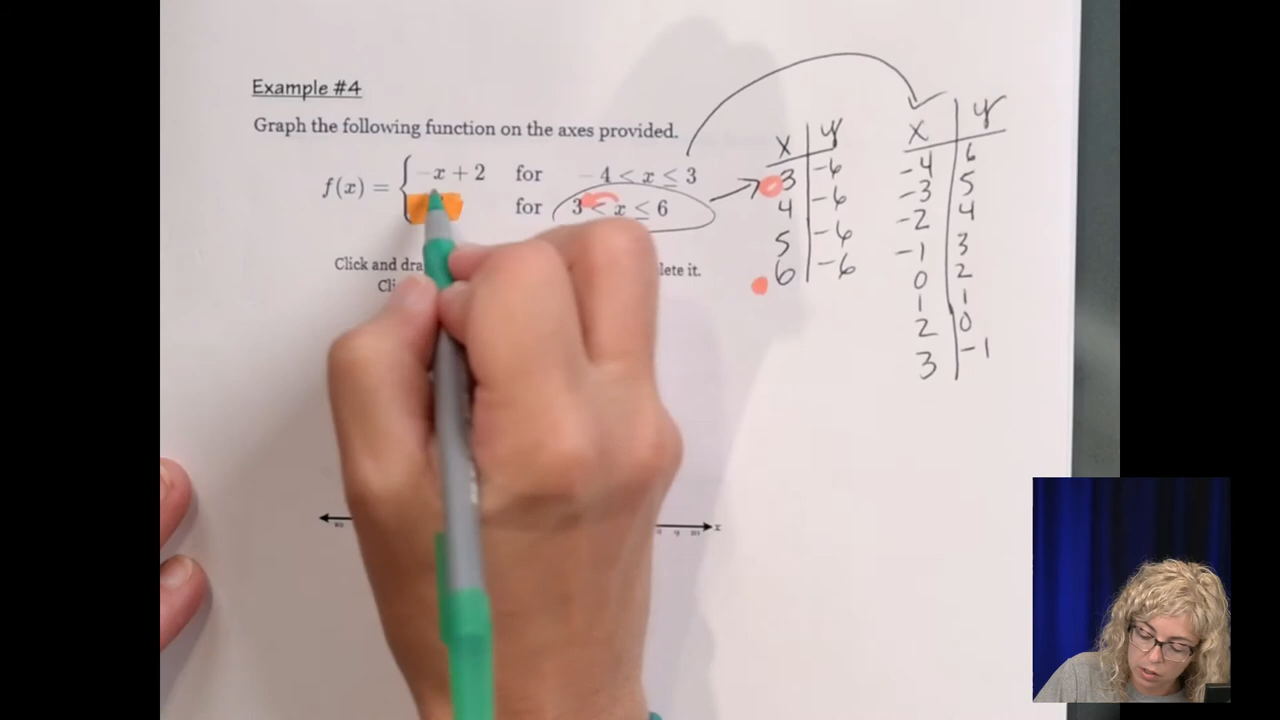 Example #4
Graph the following function on the axes provided.
f(x) = { -x + 2 for - 4 < x ≤ 3
for 3 < x ≤ 6
Click and dra lete it.
Cli
x | y
3 | -6
4 | -6
5 | -6
6 | -6
x | y
-4 | 6
-3 | 5
-2 | 4
-1 | 3
0 | 2
1 | 1
2 | 0
3 | -1
x